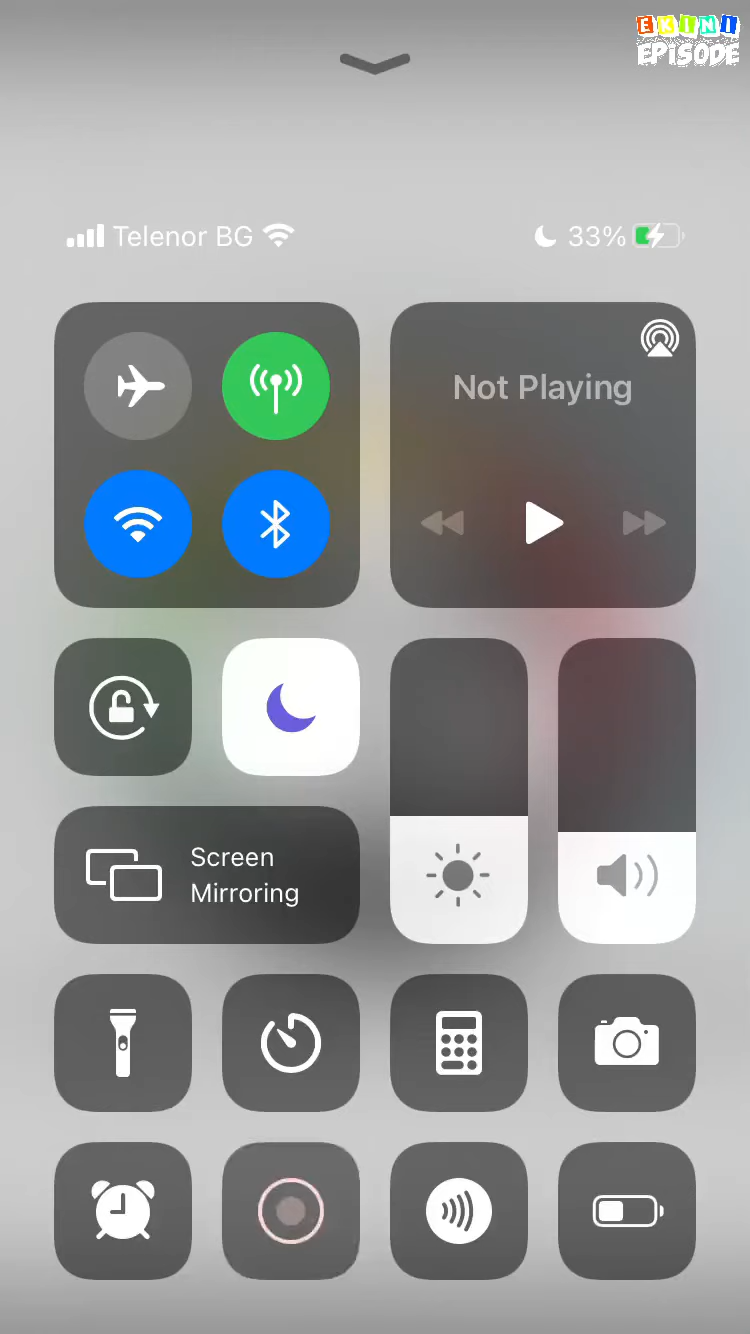 EKINI
EPISODE
Telenor BG
33%
Not Playing
Screen
Mirroring